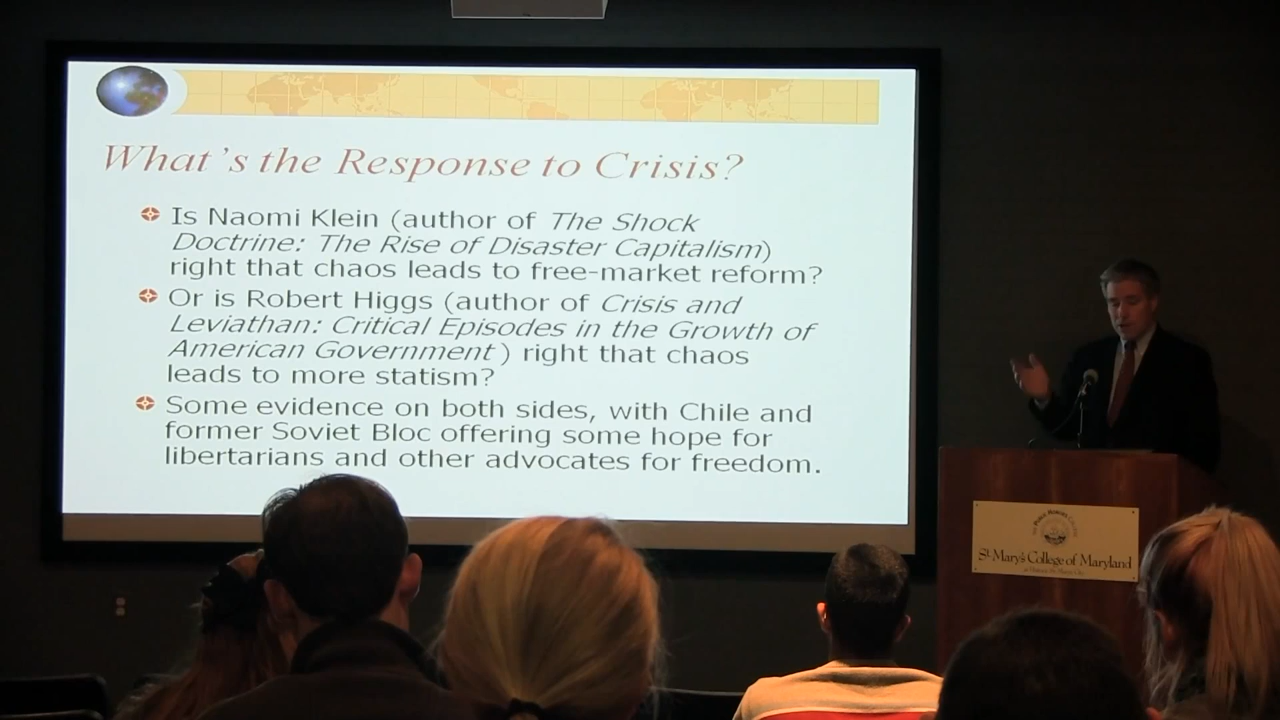 What's the Response to Crisis?
Is Naomi Klein (author of The Shock
Doctrine: The Rise of Disaster Capitalism)
right that chaos leads to free-market reform?
Or is Robert Higgs (author of Crisis and
Leviathan: Critical Episodes in the Growth of
American Government ) right that chaos
leads to more statism?
Some evidence on both sides, with Chile and
former Soviet Bloc offering some hope for
libertarians and other advocates for freedom.
St. Mary's College of Maryland